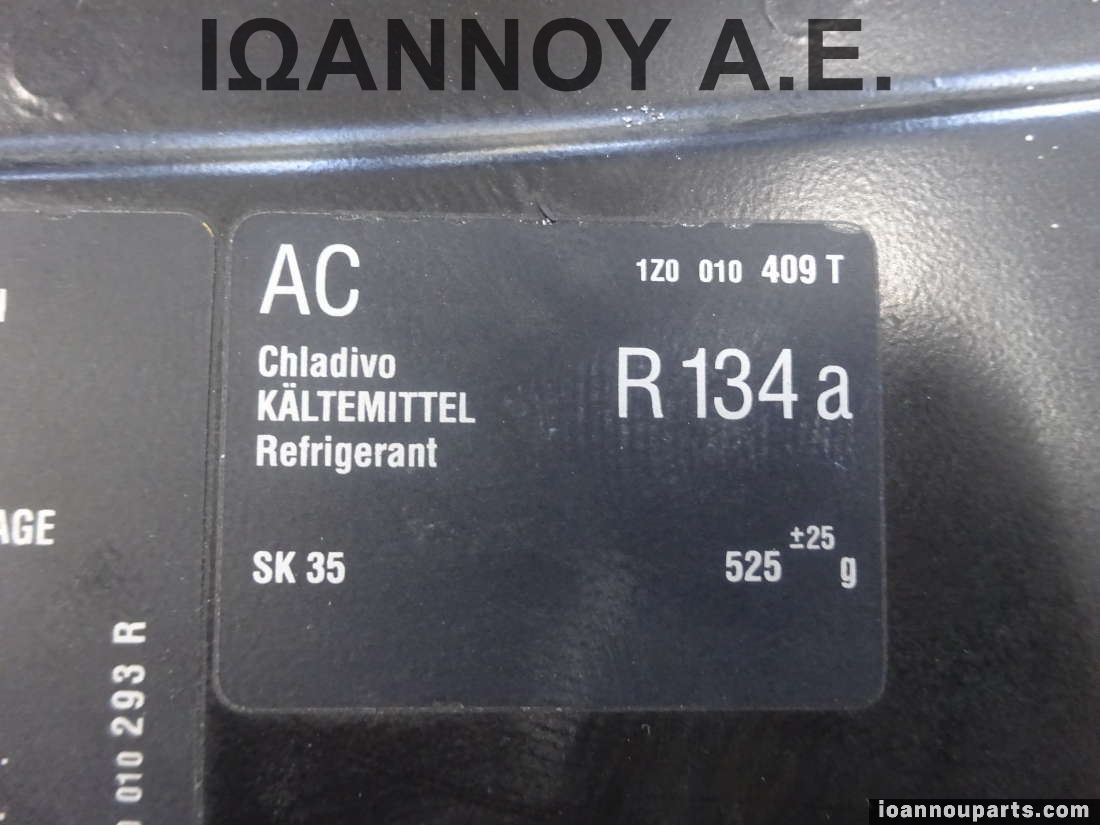 ΙΩΑΝΝΟΥ Α.Ε.
AC
1Z0 010 409 T
Chladivo
KÄLTEMITTEL
Refrigerant
R 134 a
SK 35
525 ±25 g
AGE
010 293 R
ioannouparts.com